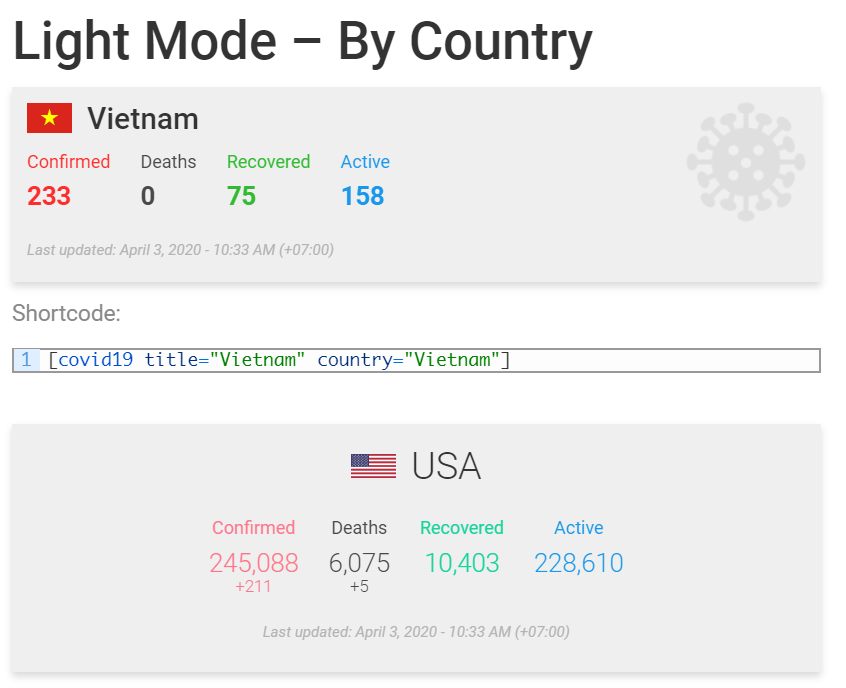 Light Mode – By Country
Vietnam
Confirmed Deaths Recovered Active
233 0 75 158
Last updated: April 3, 2020 - 10:33 AM (+07:00)
Shortcode:
1 [covid19 title="Vietnam" country="Vietnam"]
USA
Confirmed Deaths Recovered Active
245,088 6,075 10,403 228,610
+211 +5
Last updated: April 3, 2020 - 10:33 AM (+07:00)